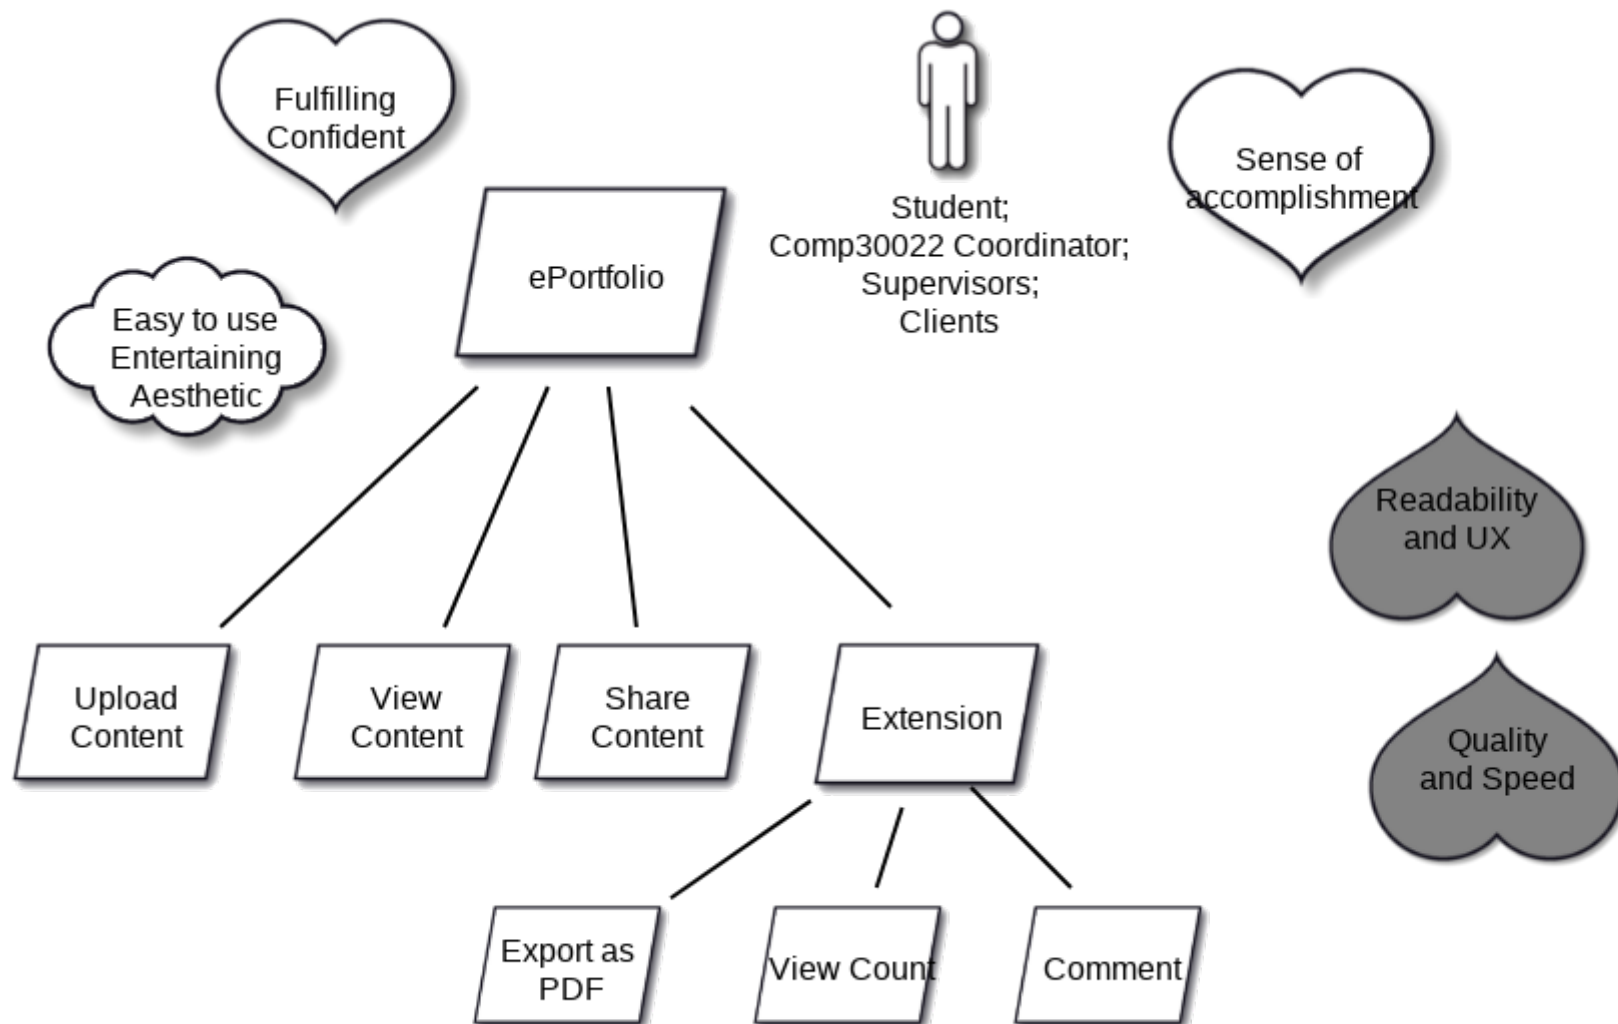 Fulfilling
Confident
Sense of
accomplishment
Student;
Comp30022 Coordinator;
Supervisors;
Clients
ePortfolio
Easy to use
Entertaining
Aesthetic
Readability
and UX
Upload
Content
View
Content
Share
Content
Extension
Quality
and Speed
Export as
PDF
View Count
Comment